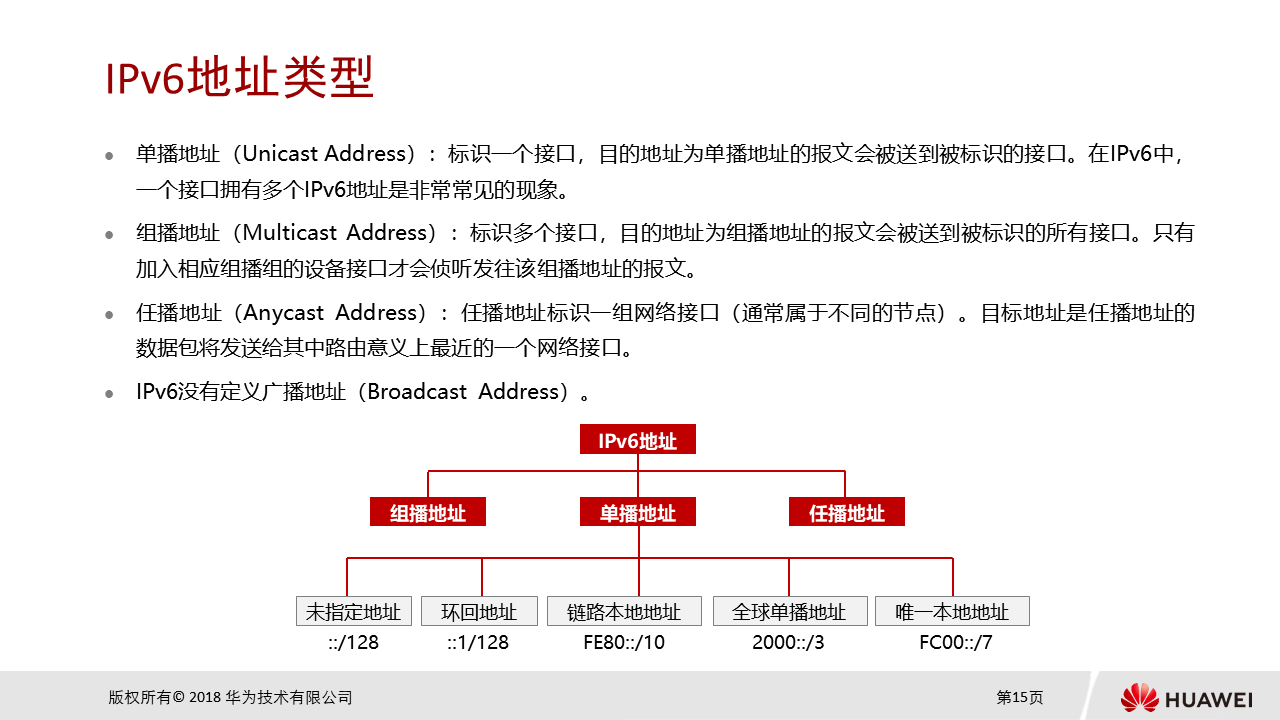 IPv6地址类型
● 单播地址（Unicast Address）：标识一个接口，目的地址为单播地址的报文会被送到被标识的接口。在IPv6中，
一个接口拥有多个IPv6地址是非常常见的现象。
● 组播地址（Multicast Address）：标识多个接口，目的地址为组播地址的报文会被送到被标识的所有接口。只有
加入相应组播组的设备接口才会侦听发往该组播地址的报文。
● 任播地址（Anycast Address）：任播地址标识一组网络接口（通常属于不同的节点）。目标地址是任播地址的
数据包将发送给其中路由意义上最近的一个网络接口。
● IPv6没有定义广播地址（Broadcast Address）。
IPv6地址
组播地址 单播地址 任播地址
未指定地址 环回地址 链路本地地址 全球单播地址 唯一本地地址
::/128 ::1/128 FE80::/10 2000::/3 FC00::/7
版权所有© 2018 华为技术有限公司 第15页 HUAWEI